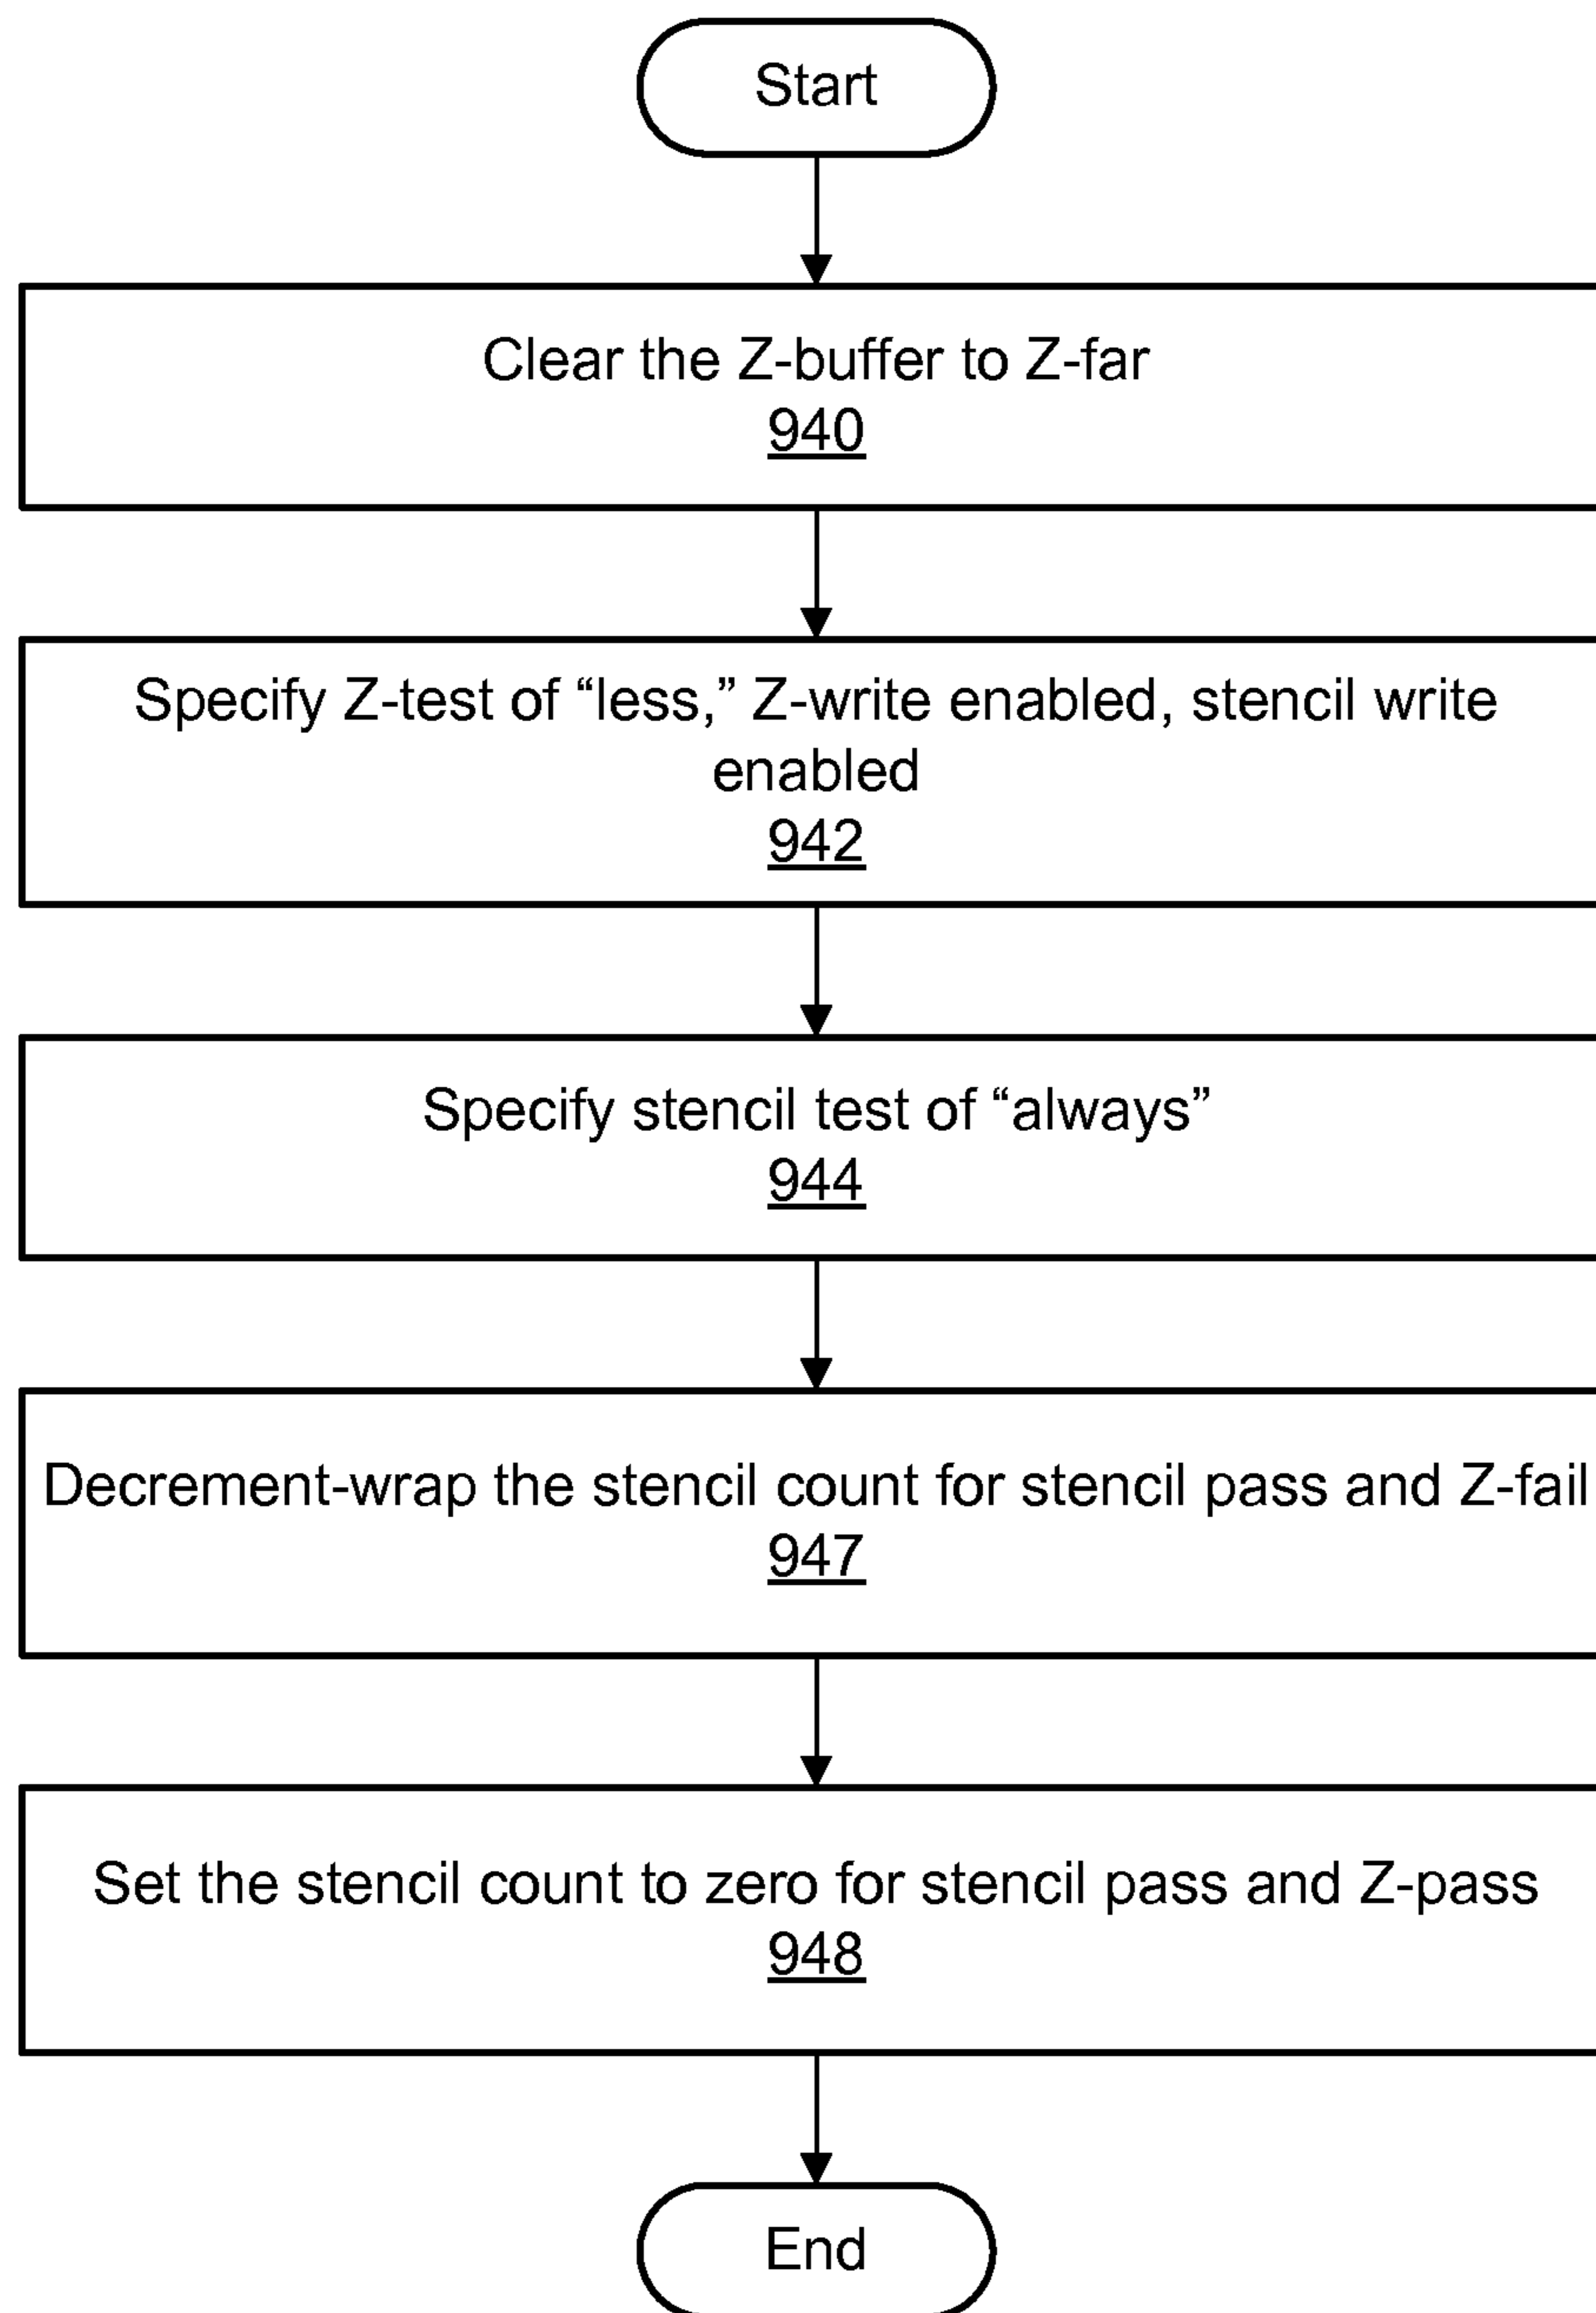 Start
Clear the Z-buffer to Z-far
940
Specify Z-test of “less,” Z-write enabled, stencil write
enabled
942
Specify stencil test of “always”
944
Decrement-wrap the stencil count for stencil pass and Z-fail
947
Set the stencil count to zero for stencil pass and Z-pass
948
End